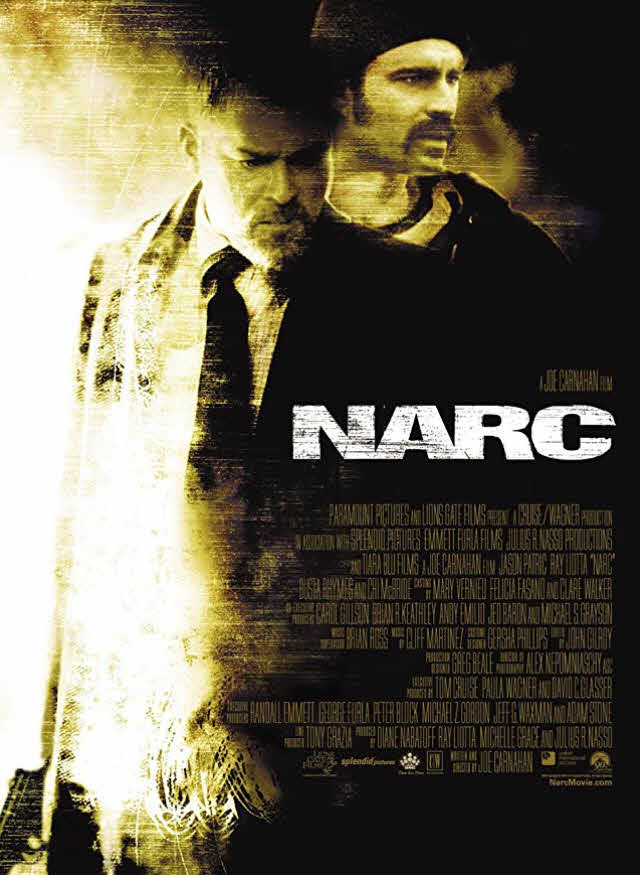 A JOE CARNAHAN FILM
NARC
PARAMOUNT PICTURES AND LIONS GATE FILMS PRESENT A CRUISE/WAGNER PRODUCTION
IN ASSOCIATION WITH SPLENDID PICTURES EMMETT FURLA FILMS JULIUS R. NASSO PRODUCTIONS
AND TIARA BLU FILMS A JOE CARNAHAN FILM JASON PATRIC RAY LIOTTA "NARC"
BUSTA RHYMES AND CHI McBRIDE CASTING BY MARY VERNIEU FELICIA FASANO AND CLARE WALKER
CO-EXECUTIVE PRODUCERS CAROL GILLSON BRIAN R. KEATHLEY ANDY EMILIO JED BARON AND MICHAEL S. GRAYSON
MUSIC SUPERVISOR BRIAN ROSS MUSIC BY CLIFF MARTINEZ COSTUME DESIGNER GERSHA PHILLIPS EDITED BY JOHN GILROY
PRODUCTION DESIGNER GREG BEALE DIRECTOR OF PHOTOGRAPHY ALEX NEPOMNIASCHY ASC
EXECUTIVE PRODUCED BY TOM CRUISE PAULA WAGNER AND DAVID C. GLASSER
EXECUTIVE PRODUCERS RANDALL EMMETT GEORGE FURLA PETER BLOCK MICHAEL Z. GORDON JEFF G. WAXMAN AND ADAM STONE
LINE PRODUCER TONY GRAZIA PRODUCED BY DIANE NABATOFF RAY LIOTTA MICHELLE GRACE AND JULIUS R. NASSO
splendid pictures
C/W
WRITTEN AND DIRECTED BY JOE CARNAHAN
NarcMovie.com